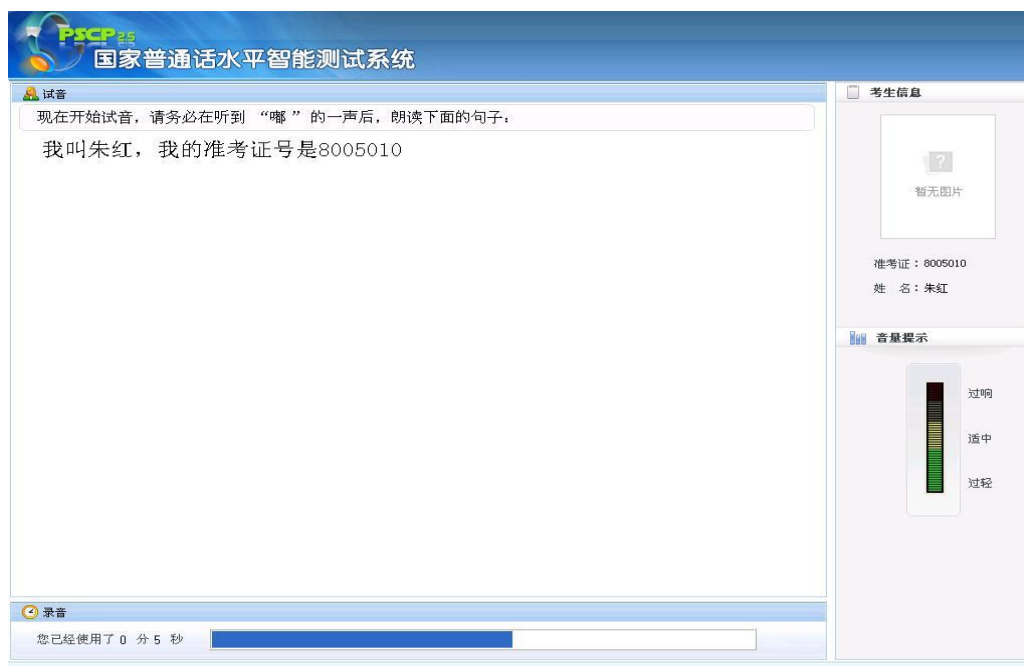 PSCP2.5
国家普通话水平智能测试系统
试音
现在开始试音，请务必在听到 “嘟 ”的一声后，朗读下面的句子：
我叫朱红，我的准考证号是8005010
考生信息
?
暂无图片
准考证：8005010
姓 名：朱红
音量提示
过响
适中
过轻
录音
您已经使用了 0 分 5 秒